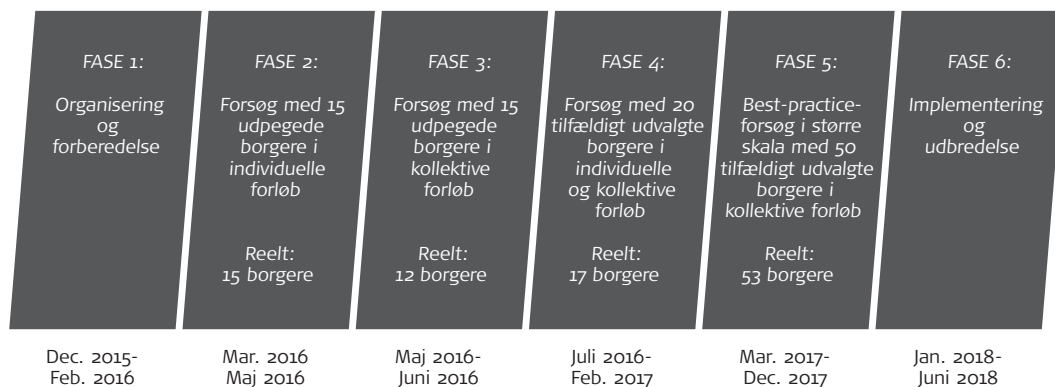 FASE 1:
Organisering
og
forberedelse
Dec. 2015-
Feb. 2016
FASE 2:
Forsøg med 15
udpegede
borgere i
individuelle
forløb
Reelt:
15 borgere
Mar. 2016
Maj 2016
FASE 3:
Forsøg med 15
udpegede
borgere i
kollektive
forløb
Reelt:
12 borgere
Maj 2016-
Juni 2016
FASE 4:
Forsøg med 20
tilfældigt udvalgte
borgere i
individuelle
og kollektive
forløb
Reelt:
17 borgere
Juli 2016-
Feb. 2017
FASE 5:
Best-practice-
forsøg i større
skala med 50
tilfældigt udvalgte
borgere i
kollektive forløb
Reelt:
53 borgere
Mar. 2017-
Dec. 2017
FASE 6:
Implementering
og
udbredelse
Jan. 2018-
Juni 2018